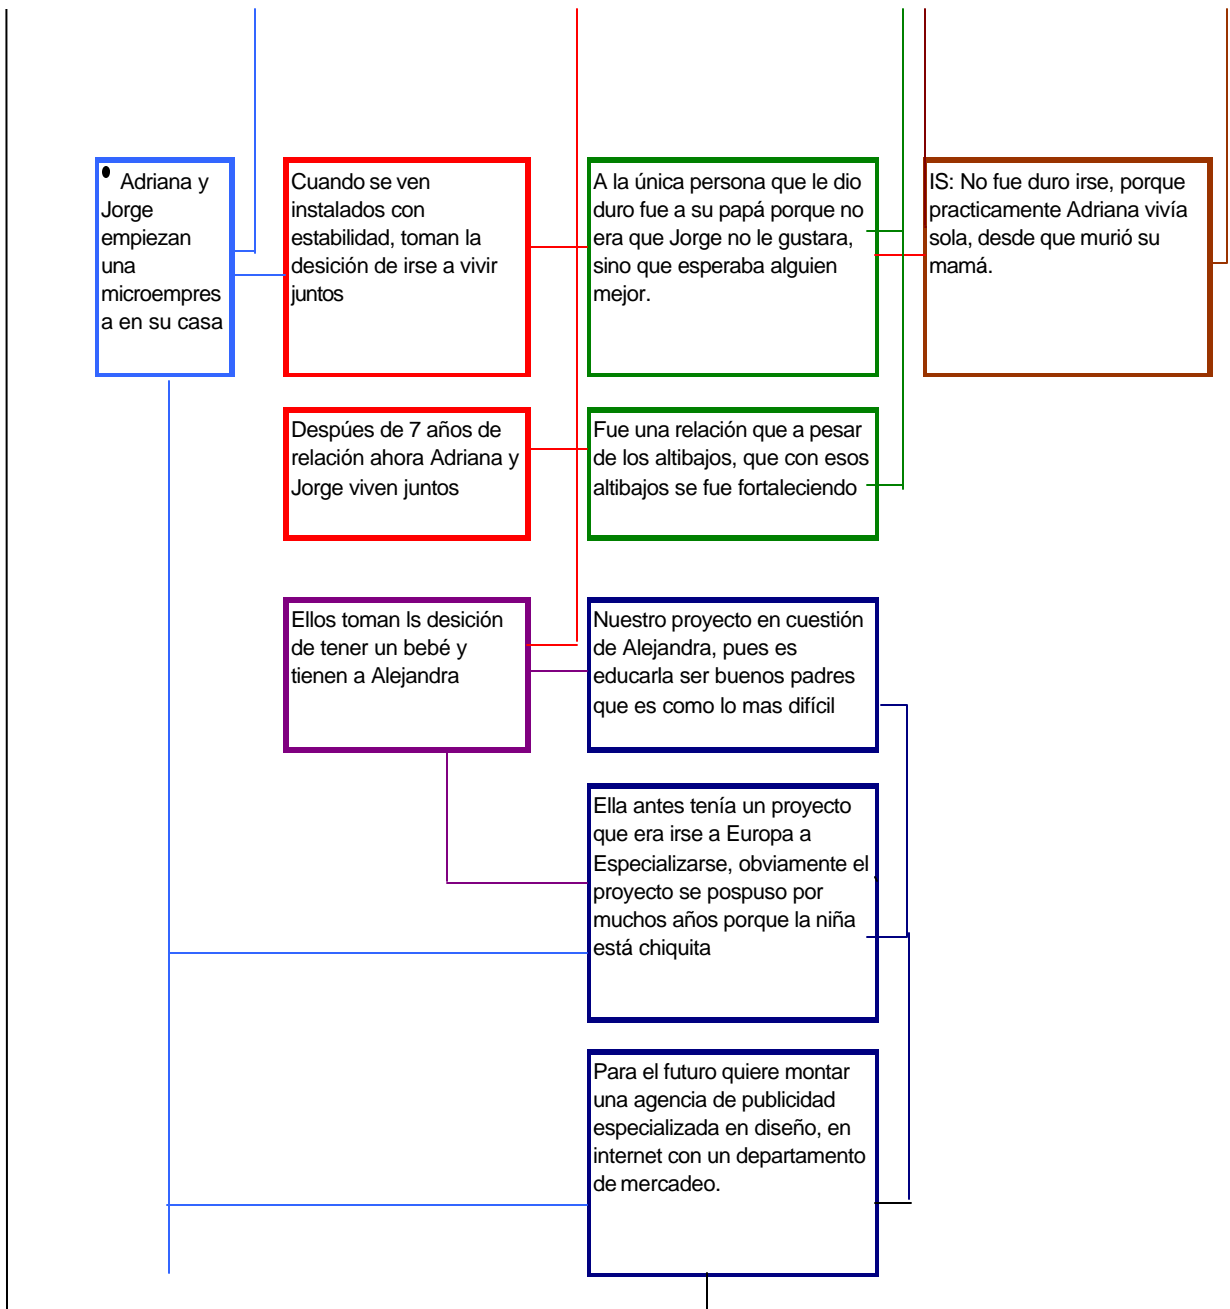 • Adriana y
Jorge
empiezan
una
microempres
a en su casa
Cuando se ven
instalados con
estabilidad, toman la
desición de irse a vivir
juntos
A la única persona que le dio
duro fue a su papá porque no
era que Jorge no le gustara,
sino que esperaba alguien
mejor.
IS: No fue duro irse, porque
practicamente Adriana vivía
sola, desde que murió su
mamá.
Despúes de 7 años de
relación ahora Adriana y
Jorge viven juntos
Fue una relación que a pesar
de los altibajos, que con esos
altibajos se fue fortaleciendo
Ellos toman ls desición
de tener un bebé y
tienen a Alejandra
Nuestro proyecto en cuestión
de Alejandra, pues es
educarla ser buenos padres
que es como lo mas difícil
Ella antes tenía un proyecto
que era irse a Europa a
Especializarse, obviamente el
proyecto se pospuso por
muchos años porque la niña
está chiquita
Para el futuro quiere montar
una agencia de publicidad
especializada en diseño, en
internet con un departamento
de mercadeo.